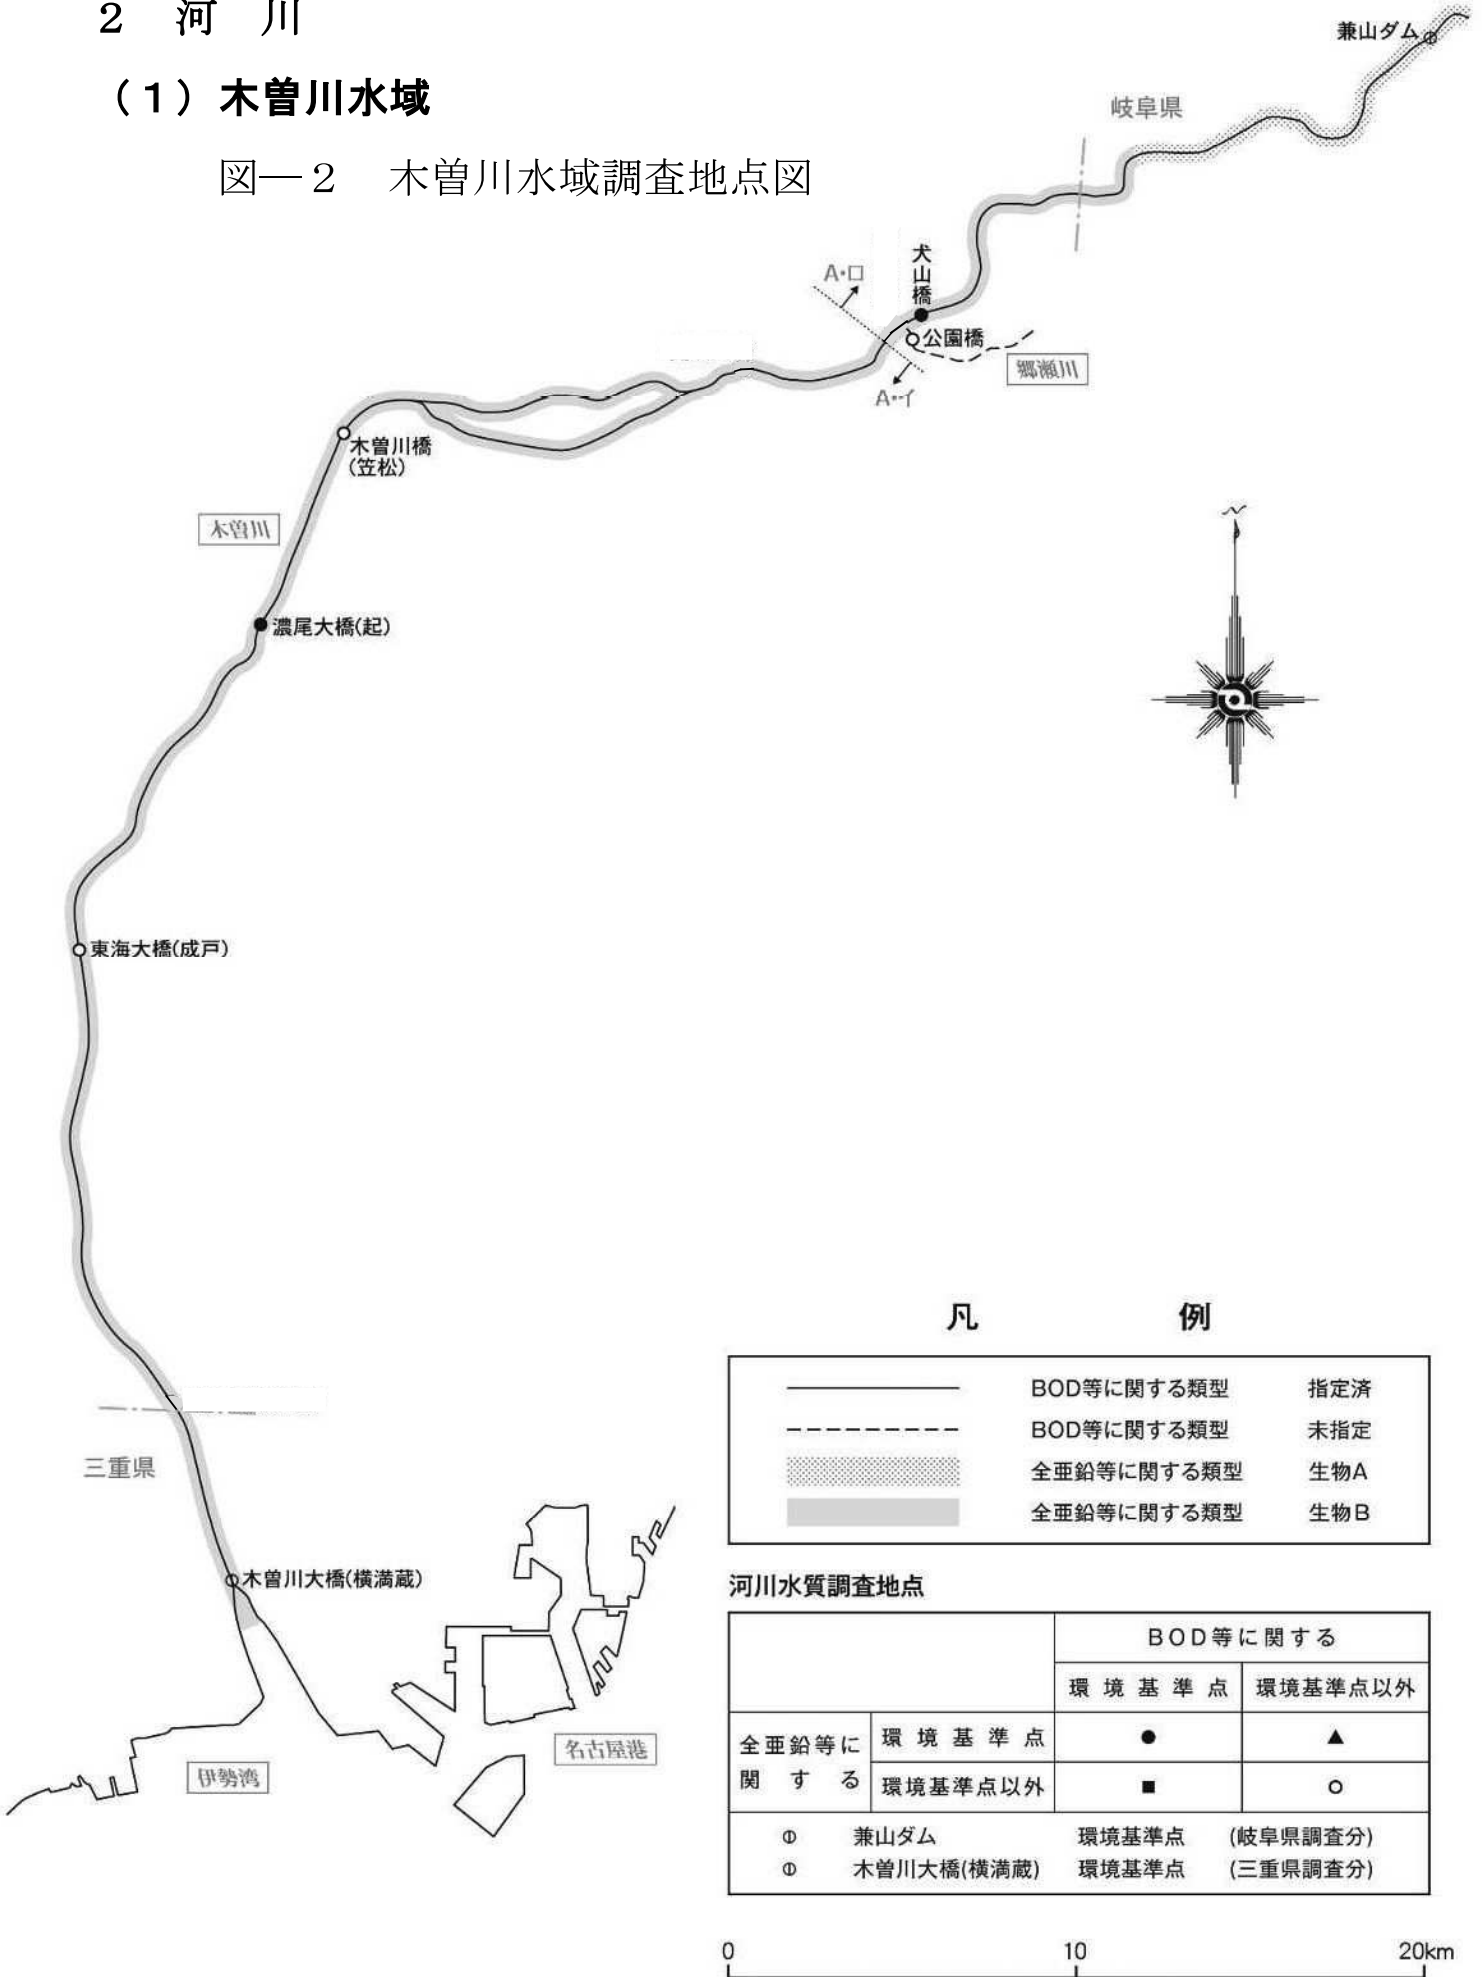 ２　河　川
（１）木曽川水域
図―２　木曽川水域調査地点図
兼山ダム
岐阜県
犬山橋
A・ロ
公園橋
郷瀬川
A・イ
木曽川橋
(笠松)
木曽川
濃尾大橋(起)
東海大橋(成戸)
三重県
木曽川大橋(横満蔵)
名古屋港
伊勢湾
N
凡　例
BOD等に関する類型　指定済
BOD等に関する類型　未指定
全亜鉛等に関する類型　生物A
全亜鉛等に関する類型　生物B
河川水質調査地点
BOD等に関する
環境基準点　環境基準点以外
全亜鉛等に関する　環境基準点　●　▲
環境基準点以外　■　○
兼山ダム　環境基準点　(岐阜県調査分)
木曽川大橋(横満蔵)　環境基準点　(三重県調査分)
0　10　20km